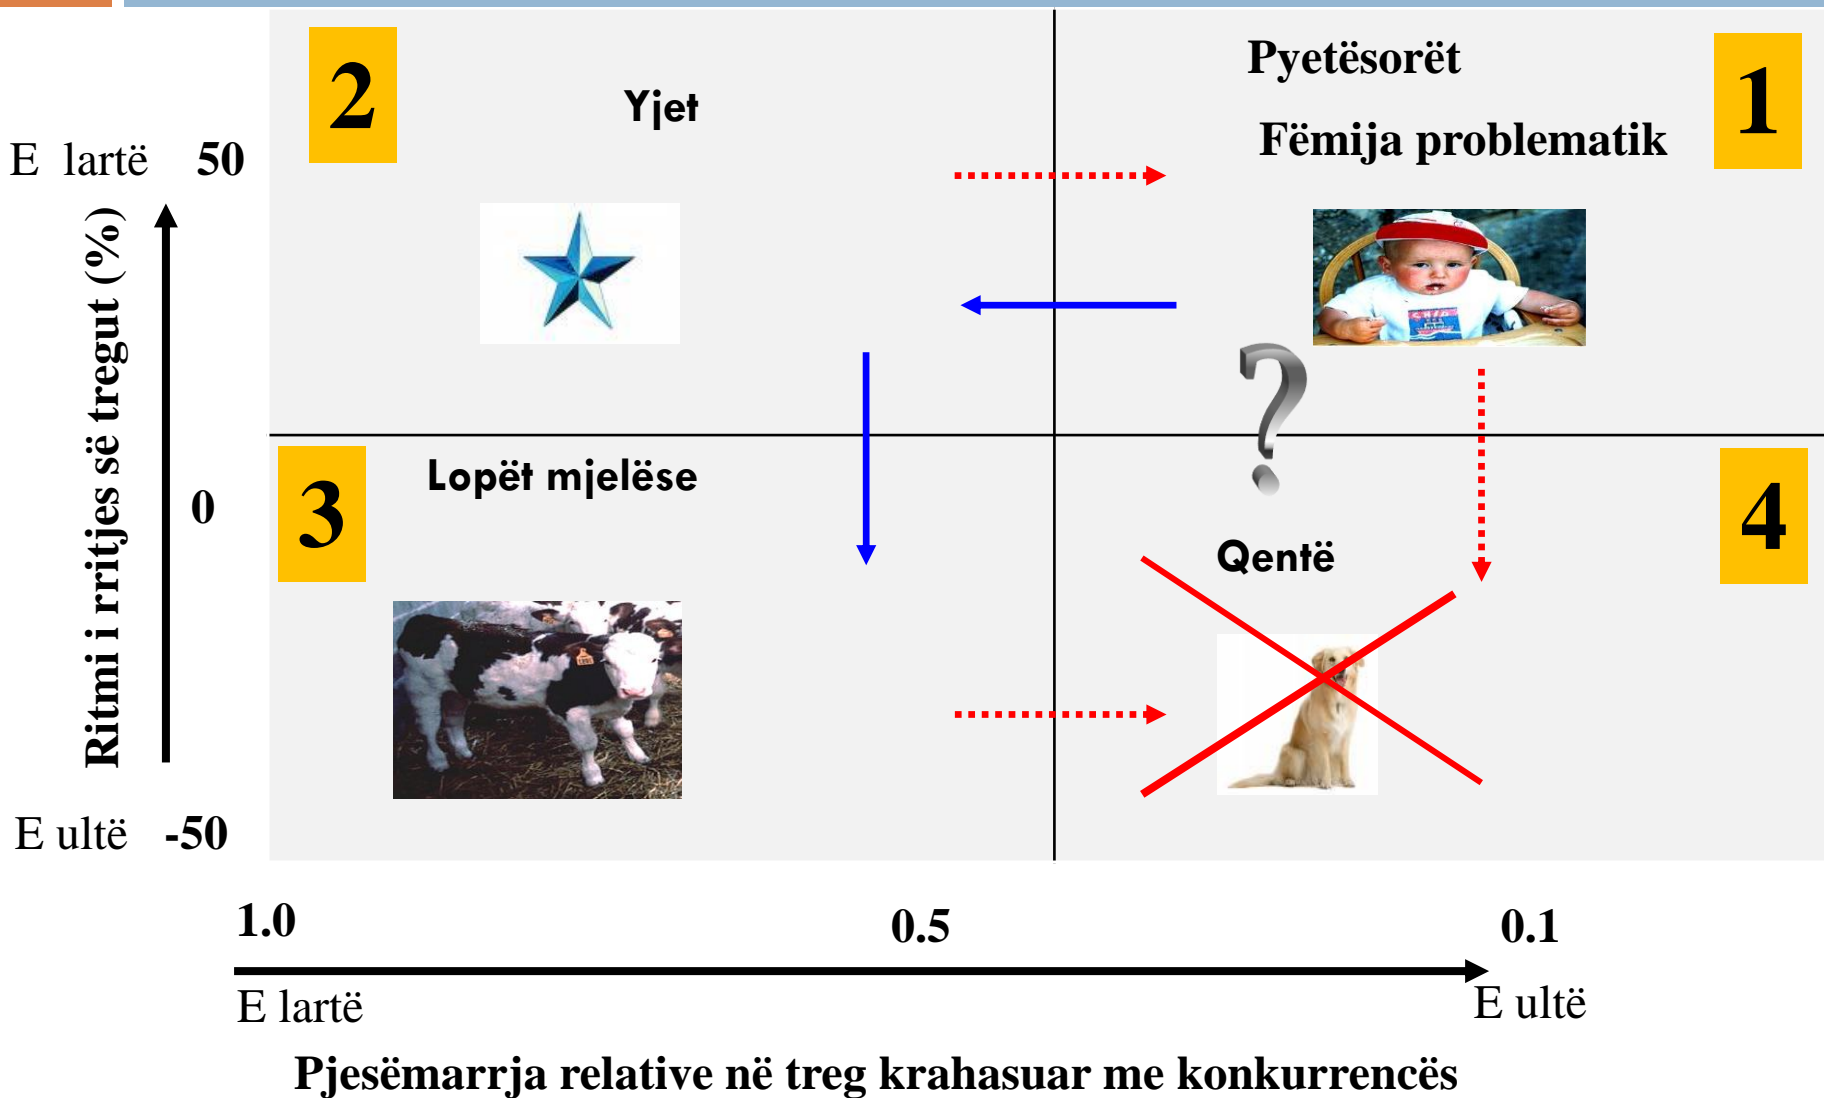 2
Yjet
Pyetësorët
Fëmija problematik
1
E lartë 50
Ritmi i rritjes së tregut (%)
0
E ultë -50
3
Lopët mjelëse
?
Qentë
4
1.0
0.5
0.1
E lartë
E ultë
Pjesëmarrja relative në treg krahasuar me konkurrencës